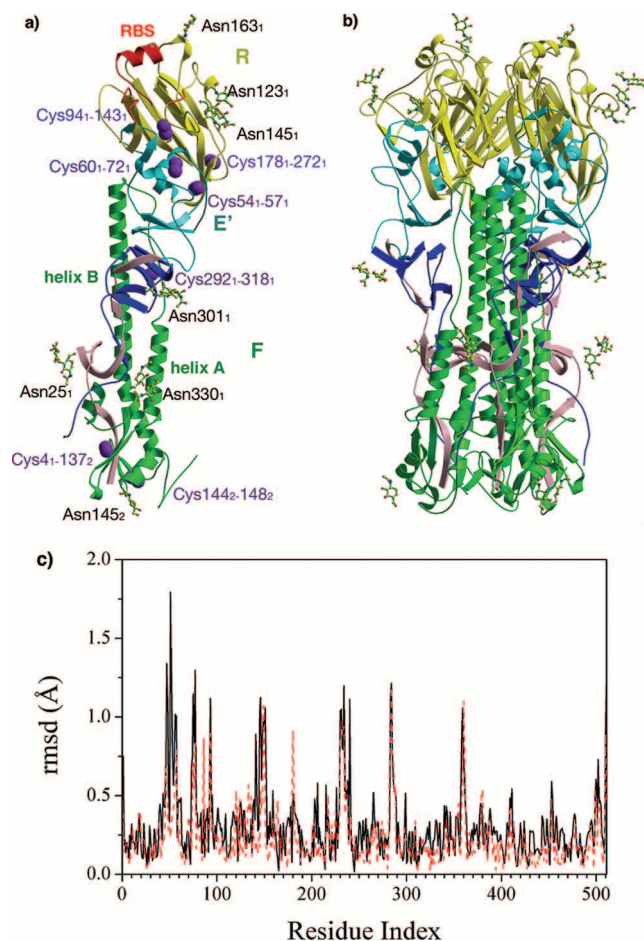 a)
b)
RBS
Asn163₁
R
Asn123₁
Cys94₁-143₁
Asn145₁
Cys60₁-72₁
Cys178₁-272₁
Cys54₁-57₁
E'
helix B
Cys292₁-318₁
Asn301₁
helix A
F
Asn25₁
Asn330₁
Cys4₁-137₂
Cys144₂-148₂
Asn145₂
c)
2.0
1.5
1.0
0.5
0.0
rmsd (Å)
0 100 200 300 400 500
Residue Index